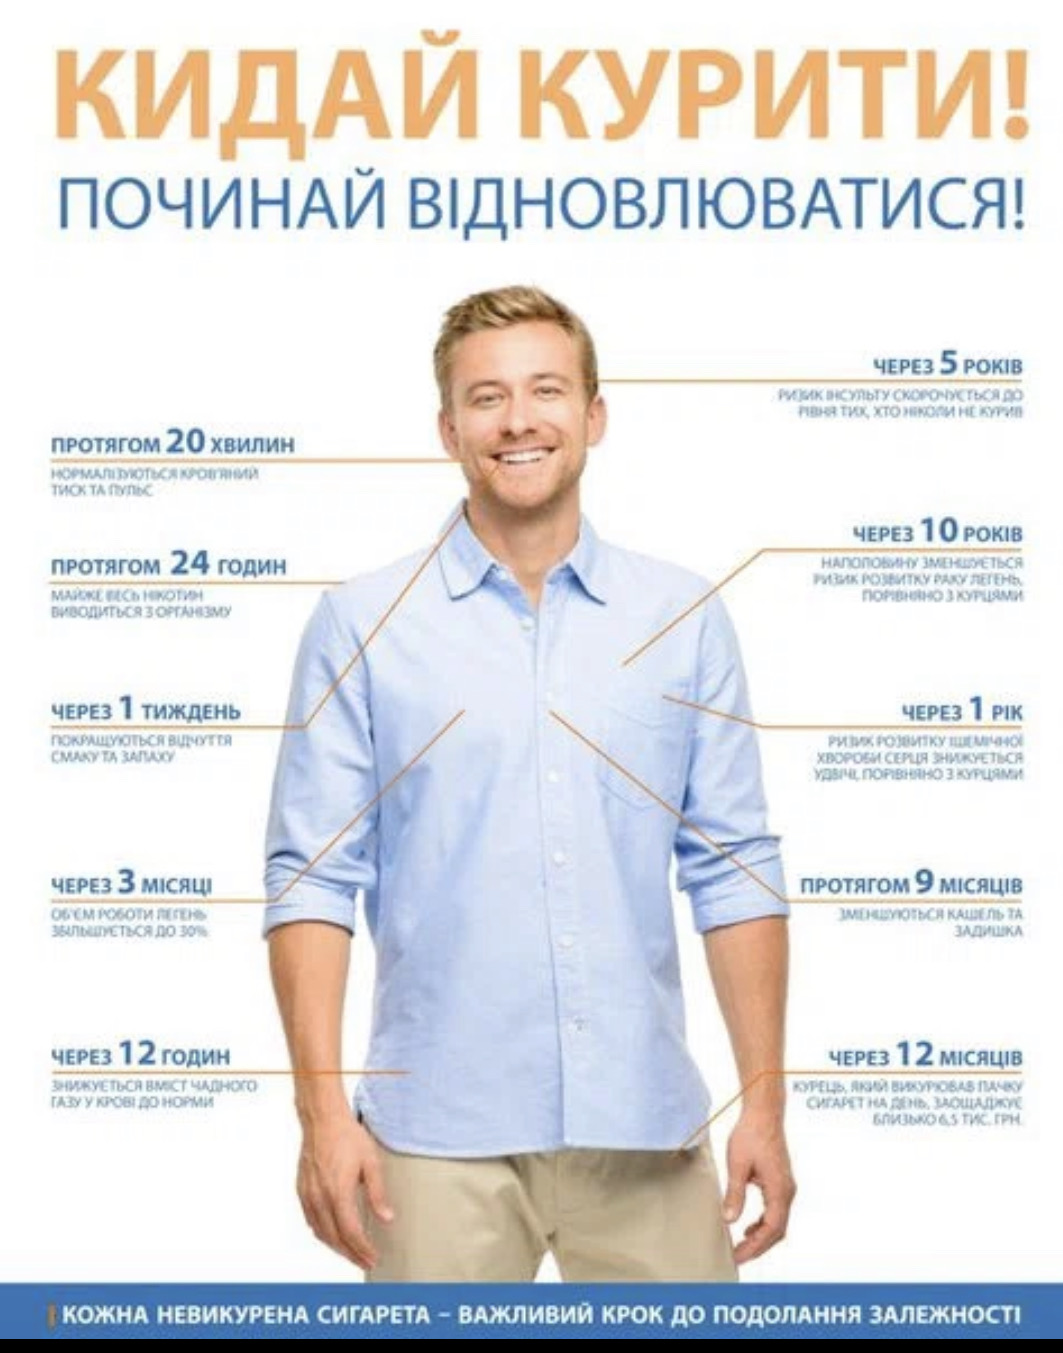 КИДАЙ КУРИТИ!
ПОЧИНАЙ ВІДНОВЛЮВАТИСЯ!
ПРОТЯГОМ 20 ХВИЛИН
НОРМАЛІЗУЮТЬСЯ КРОВ'ЯНИЙ
ТИСК ТА ПУЛЬС
ПРОТЯГОМ 24 ГОДИН
МАЙЖЕ ВЕСЬ НІКОТИН
ВИВОДИТЬСЯ З ОРГАНІЗМУ
ЧЕРЕЗ 1 ТИЖДЕНЬ
ПОКРАЩУЮТЬСЯ ВІДЧУТТЯ
СМАКУ ТА ЗАПАХУ
ЧЕРЕЗ 3 МІСЯЦІ
ОБ'ЄМ РОБОТИ ЛЕГЕНЬ
ЗБІЛЬШУЄТЬСЯ ДО 30%
ЧЕРЕЗ 12 ГОДИН
ЗНИЖУЄТЬСЯ ВМІСТ ЧАДНОГО
ГАЗУ У КРОВІ ДО НОРМИ
ЧЕРЕЗ 5 РОКІВ
РИЗИК ІНСУЛЬТУ СКОРОЧУЄТЬСЯ ДО
РІВНЯ ТИХ, ХТО НІКОЛИ НЕ КУРИВ
ЧЕРЕЗ 10 РОКІВ
НАПОЛОВИНУ ЗМЕНШУЄТЬСЯ
РИЗИК РОЗВИТКУ РАКУ ЛЕГЕНЬ,
ПОРІВНЯНО З КУРЦЯМИ
ЧЕРЕЗ 1 РІК
РИЗИК РОЗВИТКУ ІШЕМІЧНОЇ
ХВОРОБИ СЕРЦЯ ЗНИЖУЄТЬСЯ
УДВІЧІ, ПОРІВНЯНО З КУРЦЯМИ
ПРОТЯГОМ 9 МІСЯЦІВ
ЗМЕНШУЮТЬСЯ КАШЕЛЬ ТА
ЗАДИШКА
ЧЕРЕЗ 12 МІСЯЦІВ
КУРЕЦЬ, ЯКИЙ ВИКУРЮВАВ ПАЧКУ
СИГАРЕТ НА ДЕНЬ, ЗАОЩАДЖУЄ
БЛИЗЬКО 6,5 ТИС. ГРН.
КОЖНА НЕВИКУРЕНА СИГАРЕТА – ВАЖЛИВИЙ КРОК ДО ПОДОЛАННЯ ЗАЛЕЖНОСТІ